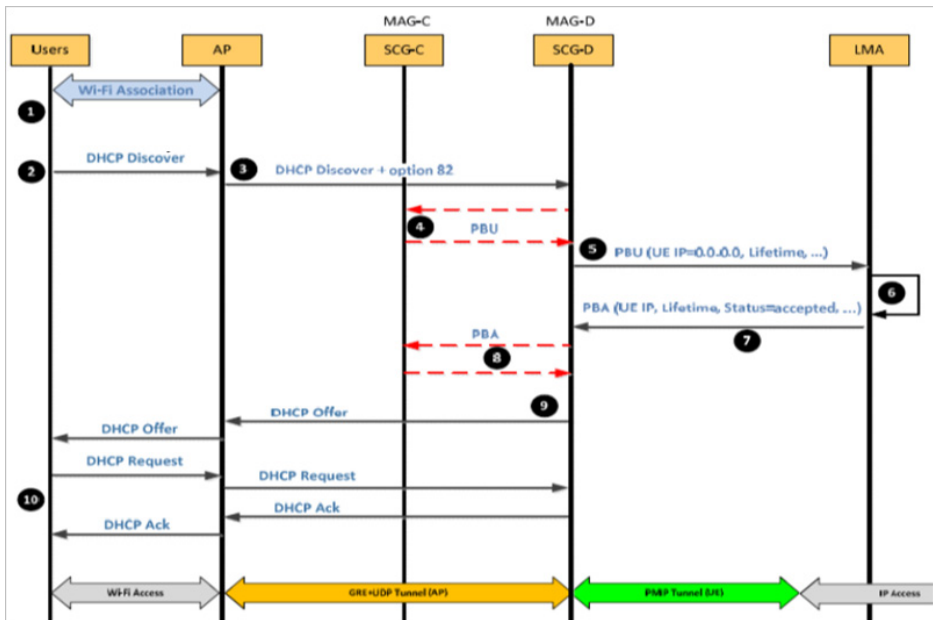 MAG-C MAG-D
Users AP SCG-C SCG-D LMA
Wi-Fi Association
1
DHCP Discover
2
3
DHCP Discover + option 82
4
PBU
5
PBU (UE IP=0.0.0.0, Lifetime, ...)
6
PBA (UE IP, Lifetime, Status=accepted, ...)
7
PBA
8
9
DHCP Offer
DHCP Offer
DHCP Request
DHCP Request
10
DHCP Ack
DHCP Ack
Wi-Fi Access GRE+UDP Tunnel (AP) PMIP Tunnel (UE) IP Access